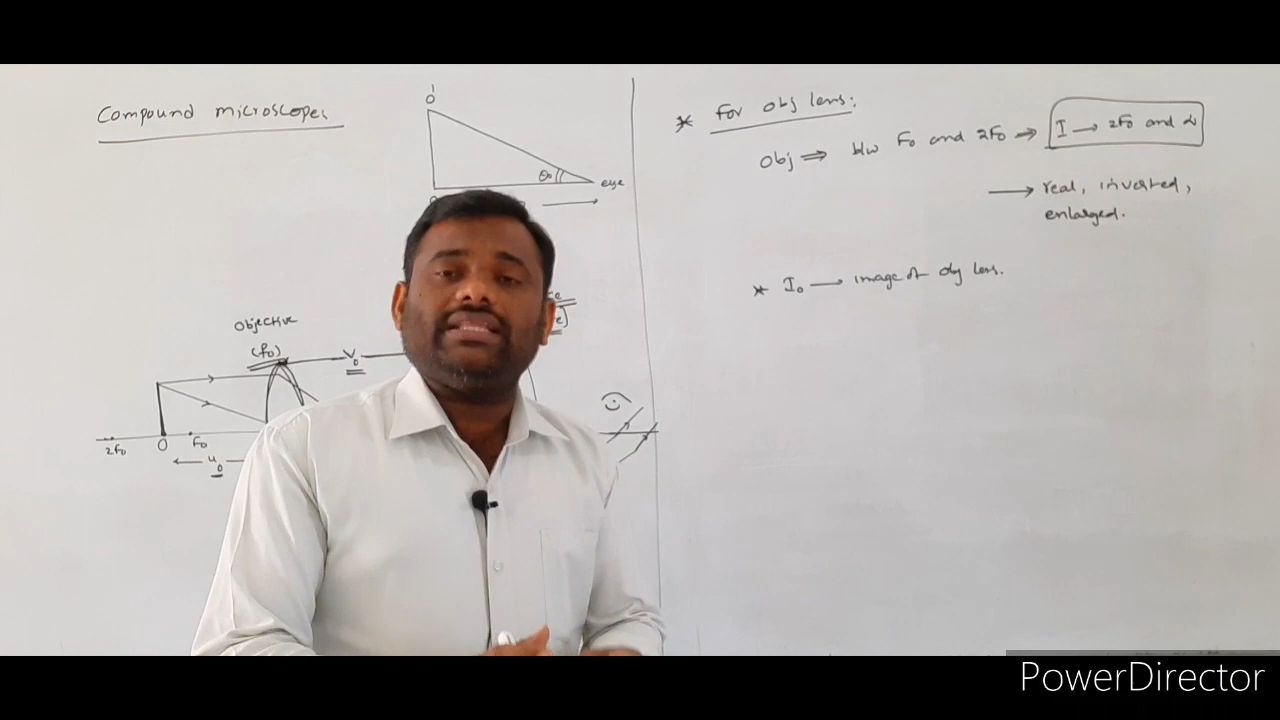 Compound microscopes
O'
θo
eye
Objective
(fo)
Vo
2Fo
O
Fo
uo
* For obj lens:
Obj ⇒ b/w Fo and 2Fo ⇒ I → 2Fo and ∞
→ real, inverted,
enlarged.
* Io → image of obj lens.
PowerDirector